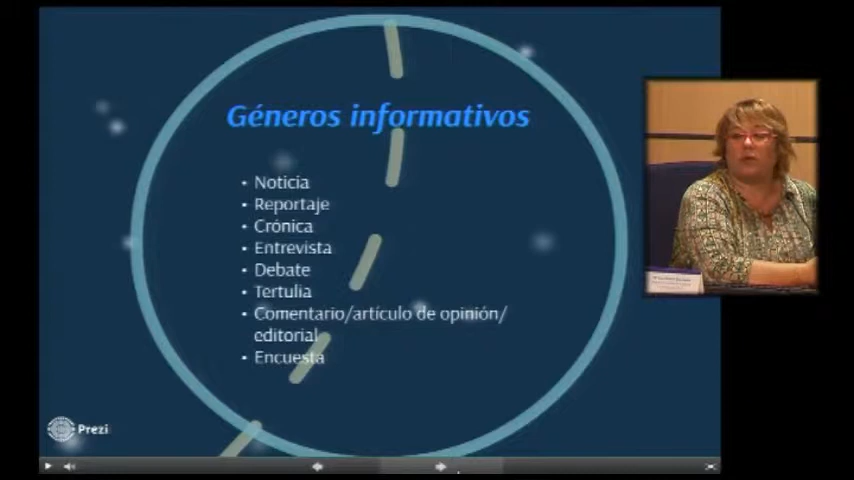 Géneros informativos
• Noticia
• Reportaje
• Crónica
• Entrevista
• Debate
• Tertulia
• Comentario/artículo de opinión/
editorial
• Encuesta
Prezi